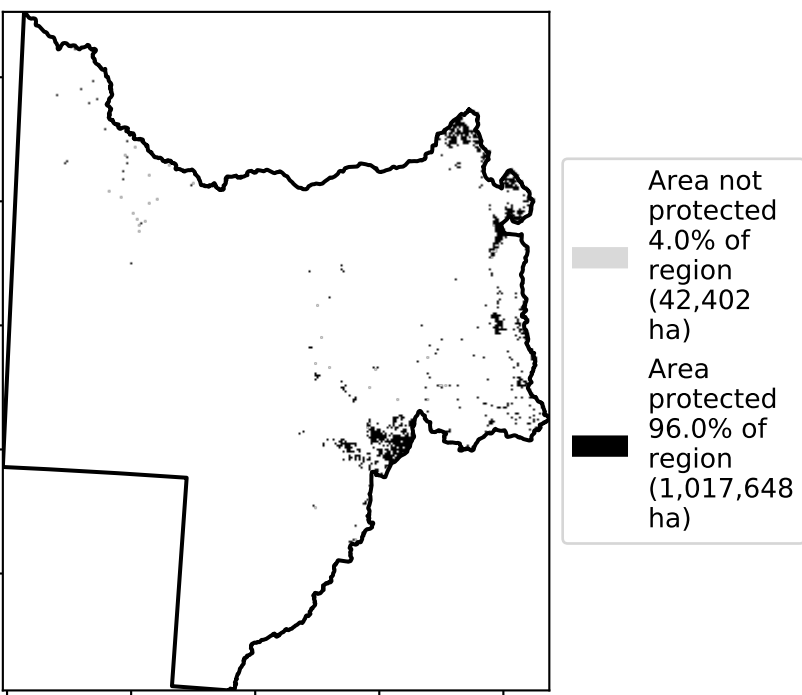 Area not
protected
4.0% of
region
(42,402
ha)
Area
protected
96.0% of
region
(1,017,648
ha)